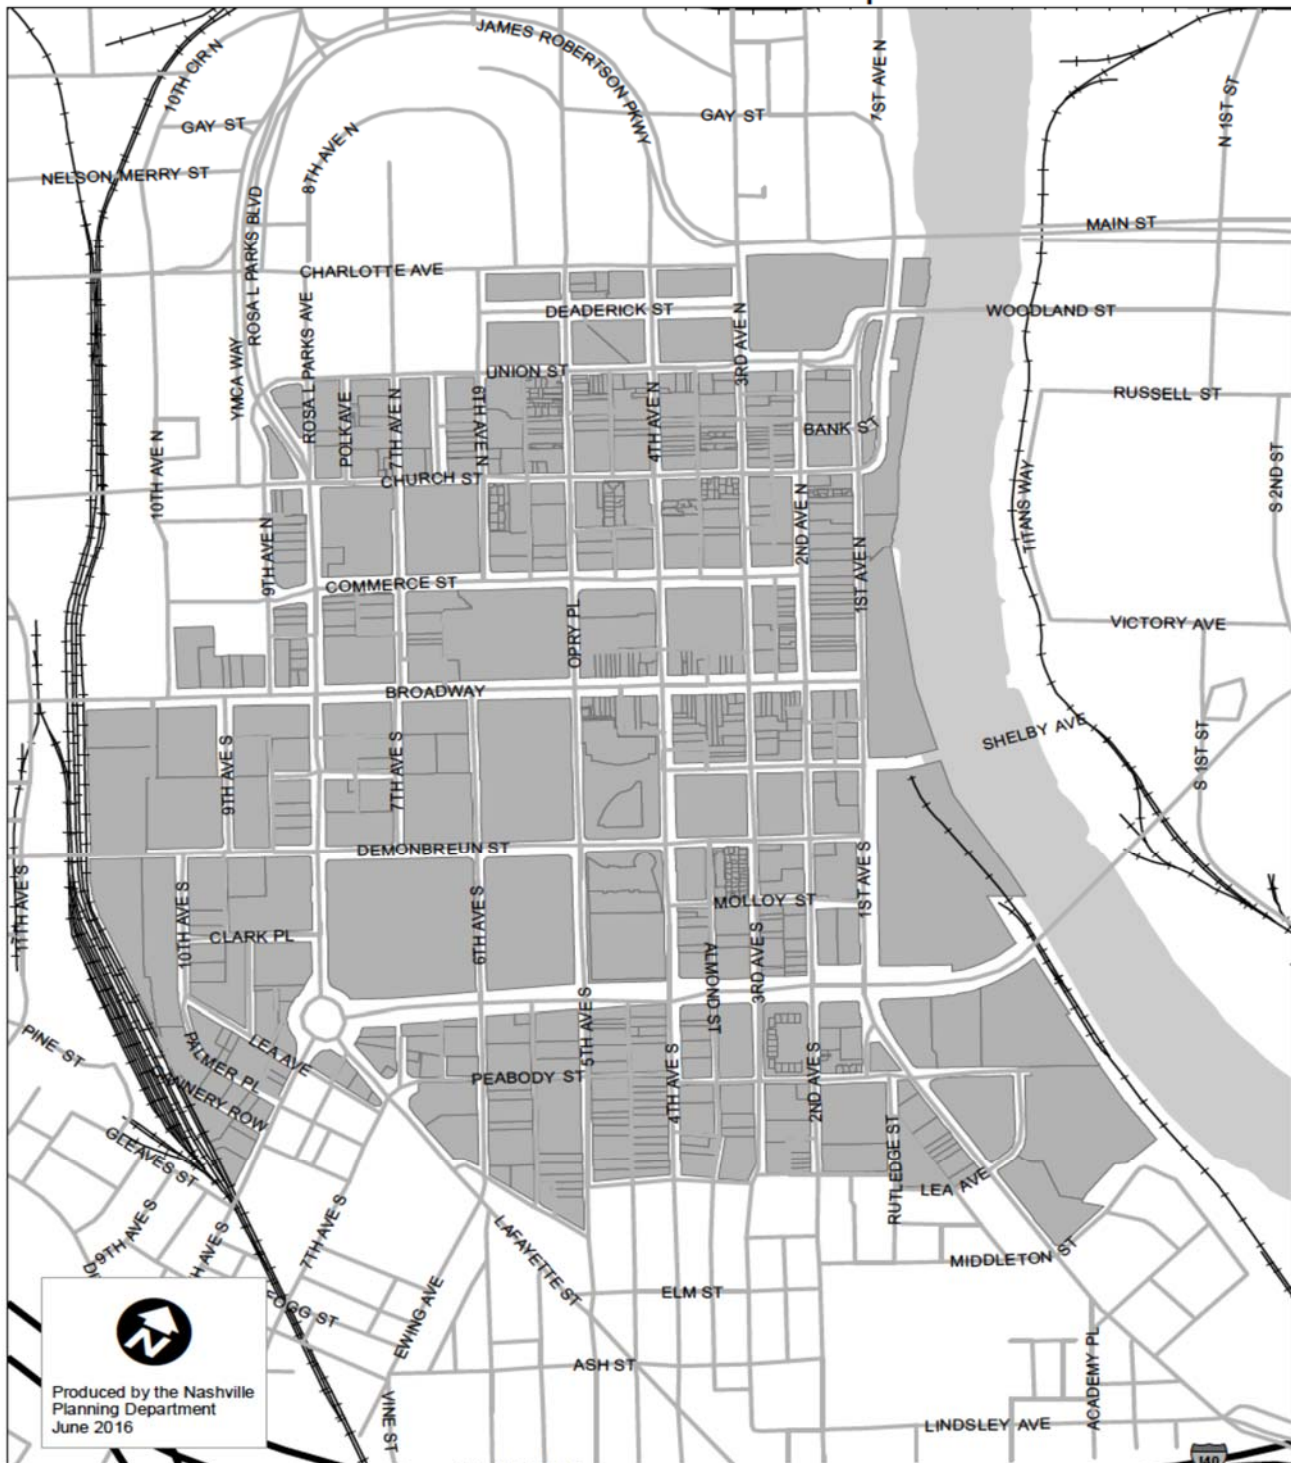 JAMES ROBERTSON PKWY
10TH CIR N
GAY ST
GAY ST
7ST AVE N
N 1ST ST
8TH AVE N
NELSON MERRY ST
ROSA L PARKS BLVD
MAIN ST
CHARLOTTE AVE
DEADERICK ST
WOODLAND ST
ROSA L PARKS AVE
3RD AVE N
YMCA WAY
UNION ST
RUSSELL ST
POLK AVE
7TH AVE N
6TH AVE N
4TH AVE N
BANK ST
10TH AVE N
CHURCH ST
S 2ND ST
TITANS WAY
2ND AVE N
9TH AVE N
COMMERCE ST
1ST AVE N
OPRY PL
VICTORY AVE
BROADWAY
SHELBY AVE
9TH AVE S
7TH AVE S
S 1ST ST
DEMONBREUN ST
11TH AVE S
10TH AVE S
6TH AVE S
MOLLOY ST
1ST AVE S
CLARK PL
ALMOND ST
3RD AVE S
5TH AVE S
PINE ST
PALMER PL
LEA AVE
PEABODY ST
4TH AVE S
2ND AVE S
GLEAVES ST
RUTLEDGE ST
LEA AVE
9TH AVE S
H AVE S
7TH AVE S
LAFAYETTE ST
MIDDLETON ST
OGG ST
ELM ST
EWING AVE
ASH ST
ACADEMY PL
VINE ST
LINDSLEY AVE
N
Produced by the Nashville
Planning Department
June 2016
I40